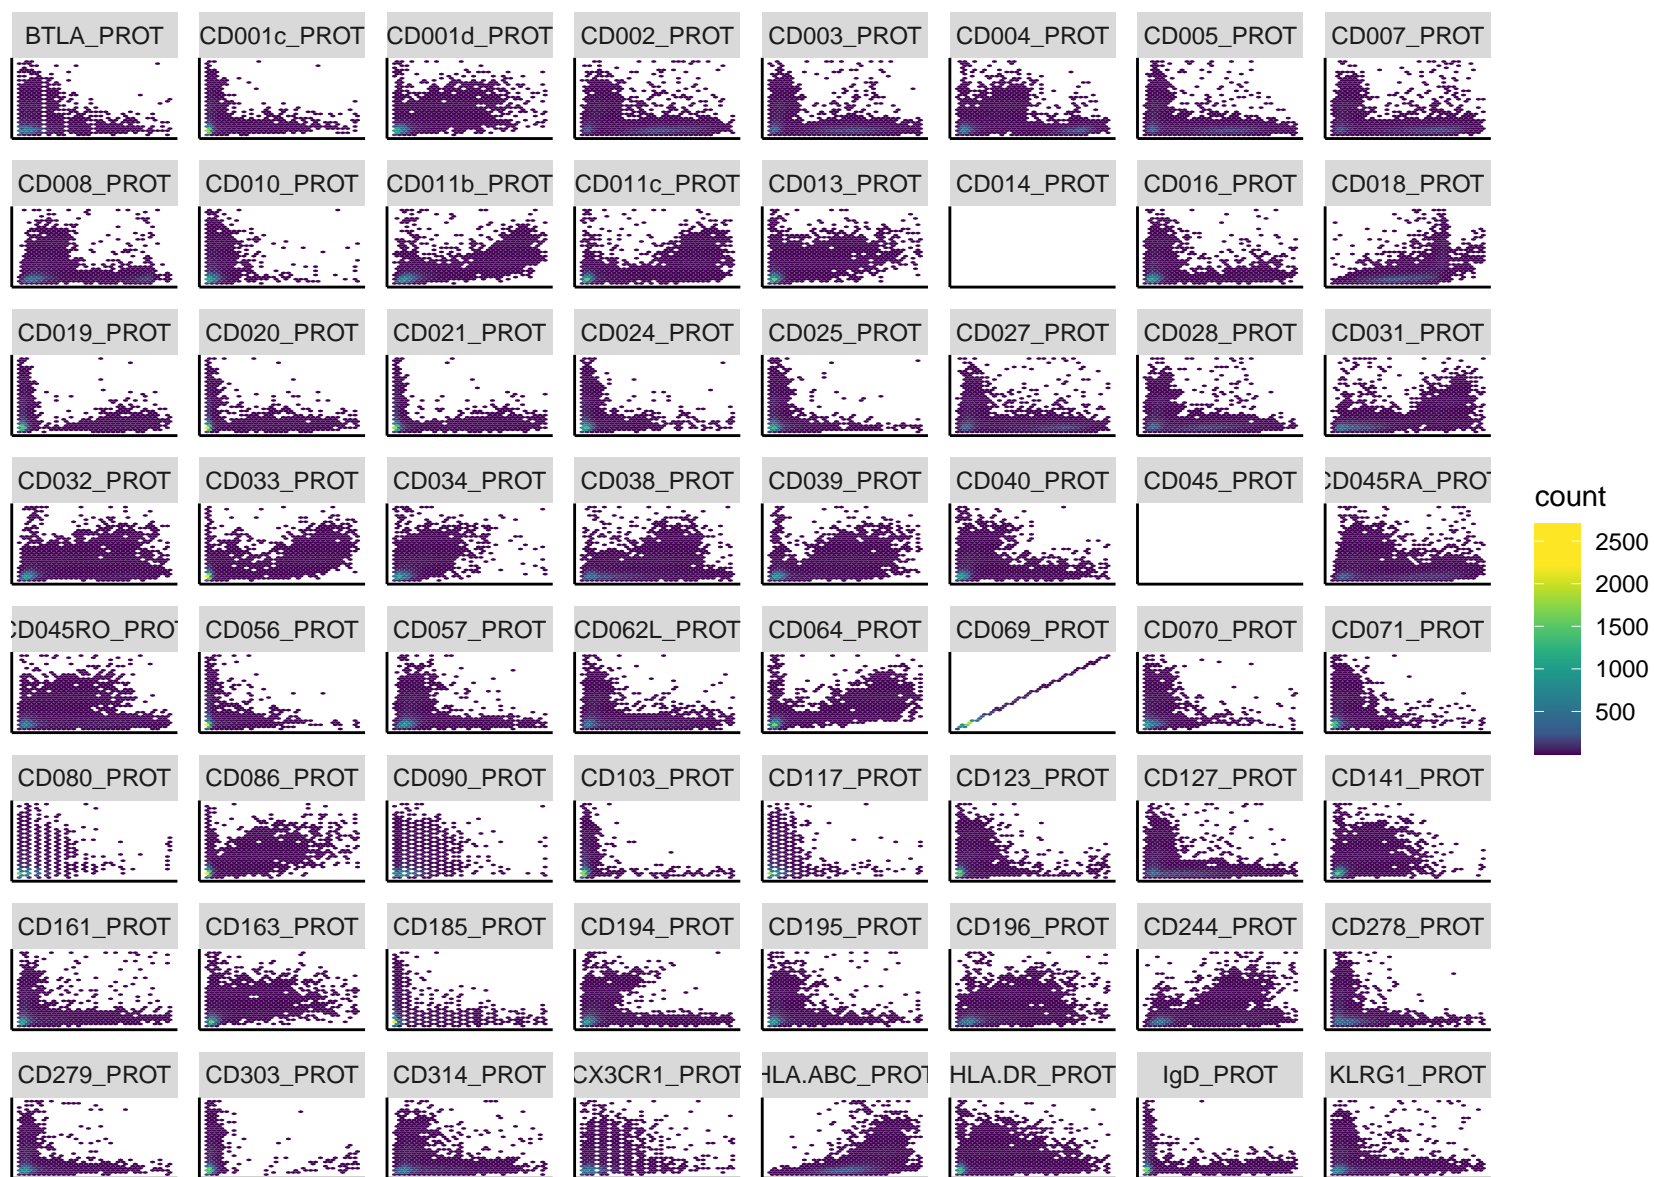 BTLA_PROT CD001c_PROT CD001d_PROT CD002_PROT CD003_PROT CD004_PROT CD005_PROT CD007_PROT
CD008_PROT CD010_PROT CD011b_PROT CD011c_PROT CD013_PROT CD014_PROT CD016_PROT CD018_PROT
CD019_PROT CD020_PROT CD021_PROT CD024_PROT CD025_PROT CD027_PROT CD028_PROT CD031_PROT
CD032_PROT CD033_PROT CD034_PROT CD038_PROT CD039_PROT CD040_PROT CD045_PROT CD045RA_PROT
CD045RO_PROT CD056_PROT CD057_PROT CD062L_PROT CD064_PROT CD069_PROT CD070_PROT CD071_PROT
CD080_PROT CD086_PROT CD090_PROT CD103_PROT CD117_PROT CD123_PROT CD127_PROT CD141_PROT
CD161_PROT CD163_PROT CD185_PROT CD194_PROT CD195_PROT CD196_PROT CD244_PROT CD278_PROT
CD279_PROT CD303_PROT CD314_PROT CX3CR1_PROT HLA.ABC_PROT HLA.DR_PROT IgD_PROT KLRG1_PROT
count
2500
2000
1500
1000
500